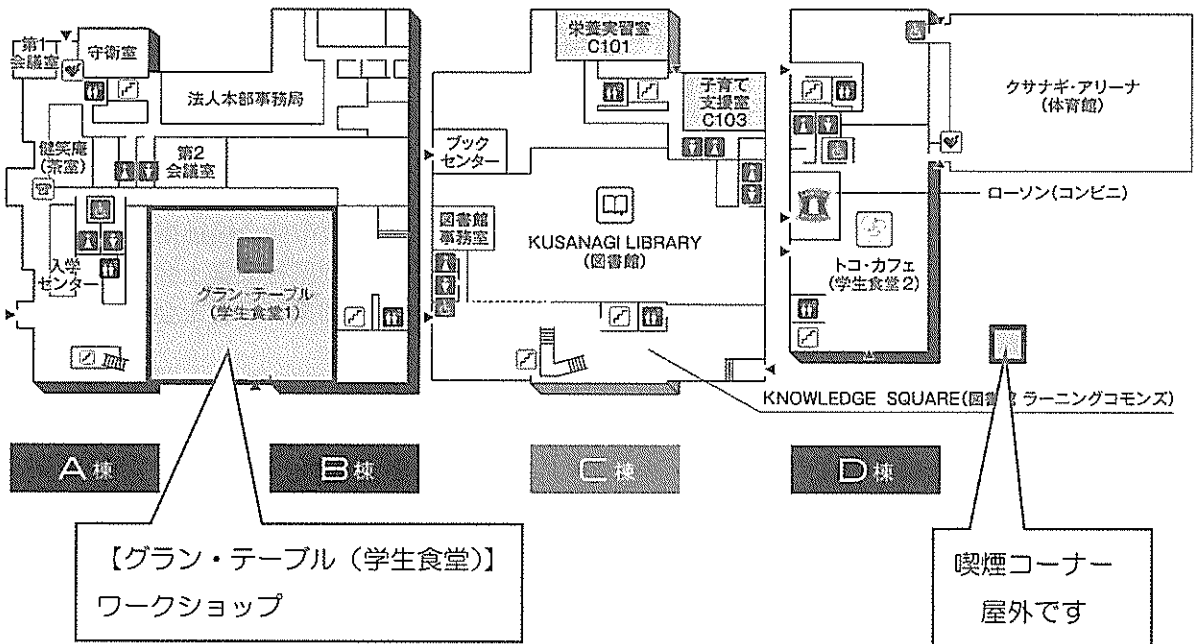 第1
会議室
守衛室
法人本部事務局
健笑庵
(茶室)
第2
会議室
入学
センター
グラン・テーブル
(学生食堂1)
栄養実習室
C101
子育て
支援室
C103
ブック
センター
図書館
事務室
KUSANAGI LIBRARY
(図書館)
クサナギ・アリーナ
(体育館)
ローソン(コンビニ)
トコ・カフェ
(学生食堂2)
KNOWLEDGE SQUARE(図書館 ラーニングコモンズ)
A棟
B棟
C棟
D棟
【グラン・テーブル(学生食堂)】
ワークショップ
喫煙コーナー
屋外です